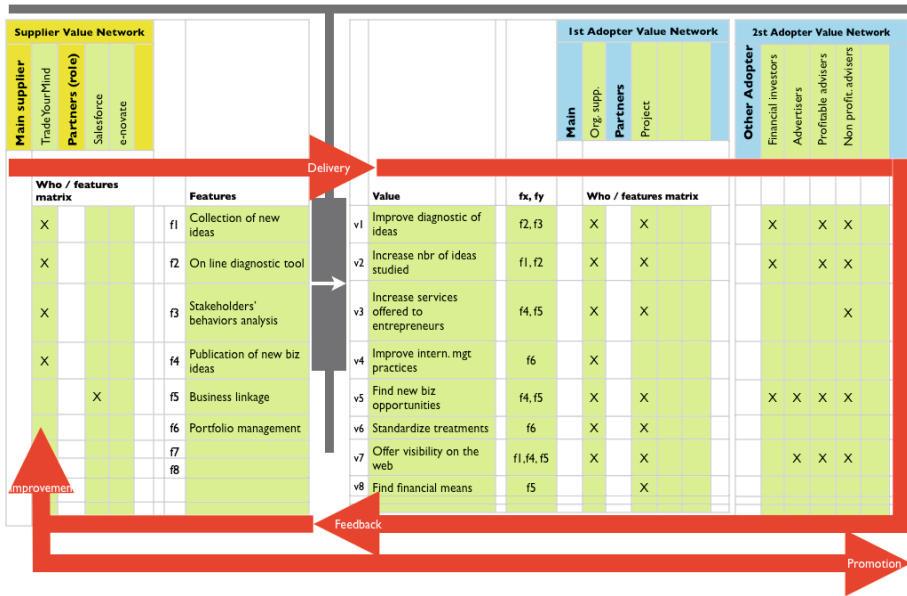 Supplier Value Network
1st Adopter Value Network
2st Adopter Value Network
Main supplier
TradeYourMind
Partners (role)
Salesforce
e-novate
Main
Org. supp.
Partners
Project
Other Adopter
Financial investors
Advertisers
Profitable advisers
Non profit. advisers
Delivery
Who / features
matrix
Features
Value
fx, fy
Who / features matrix
X
f1
Collection of new
ideas
v1
Improve diagnostic of
ideas
f2, f3
X
X
X
X
X
X
f2
On line diagnostic tool
v2
Increase nbr of ideas
studied
f1, f2
X
X
X
X
X
X
f3
Stakeholders'
behaviors analysis
v3
Increase services
offered to
entrepreneurs
f4, f5
X
X
X
X
f4
Publication of new biz
ideas
v4
Improve intern. mgt
practices
f6
X
X
f5
Business linkage
v5
Find new biz
opportunities
f4, f5
X
X
X
X
X
X
f6
Portfolio management
v6
Standardize treatments
f6
X
X
f7
f8
v7
Offer visibility on the
web
f1,f4, f5
X
X
X
X
X
v8
Find financial means
f5
X
Improvement
Feedback
Promotion